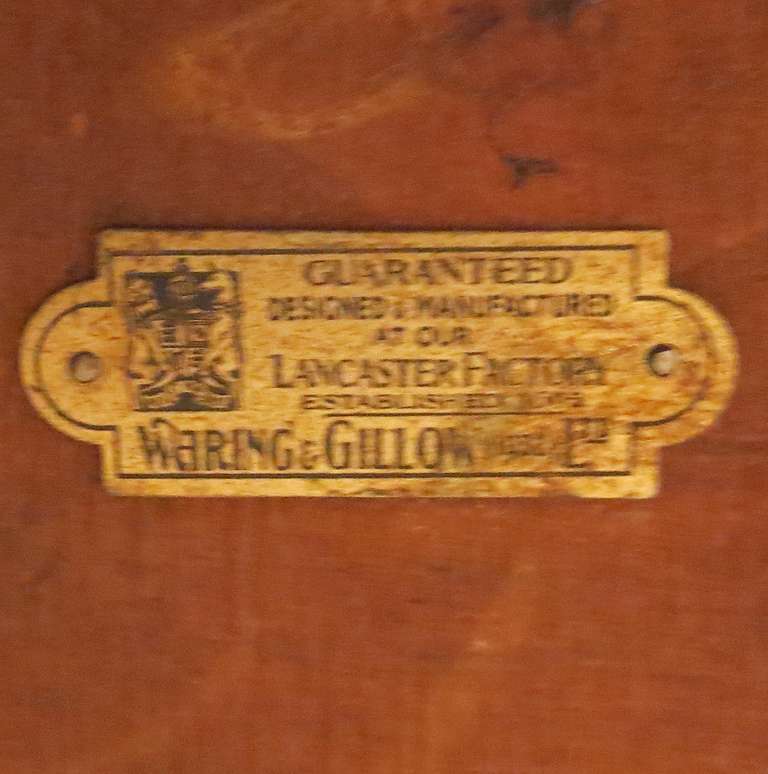 GUARANTEED
DESIGNED & MANUFACTURED
AT OUR
LANCASTER FACTORY
ESTABLISHED
WARING & GILLOW LTD